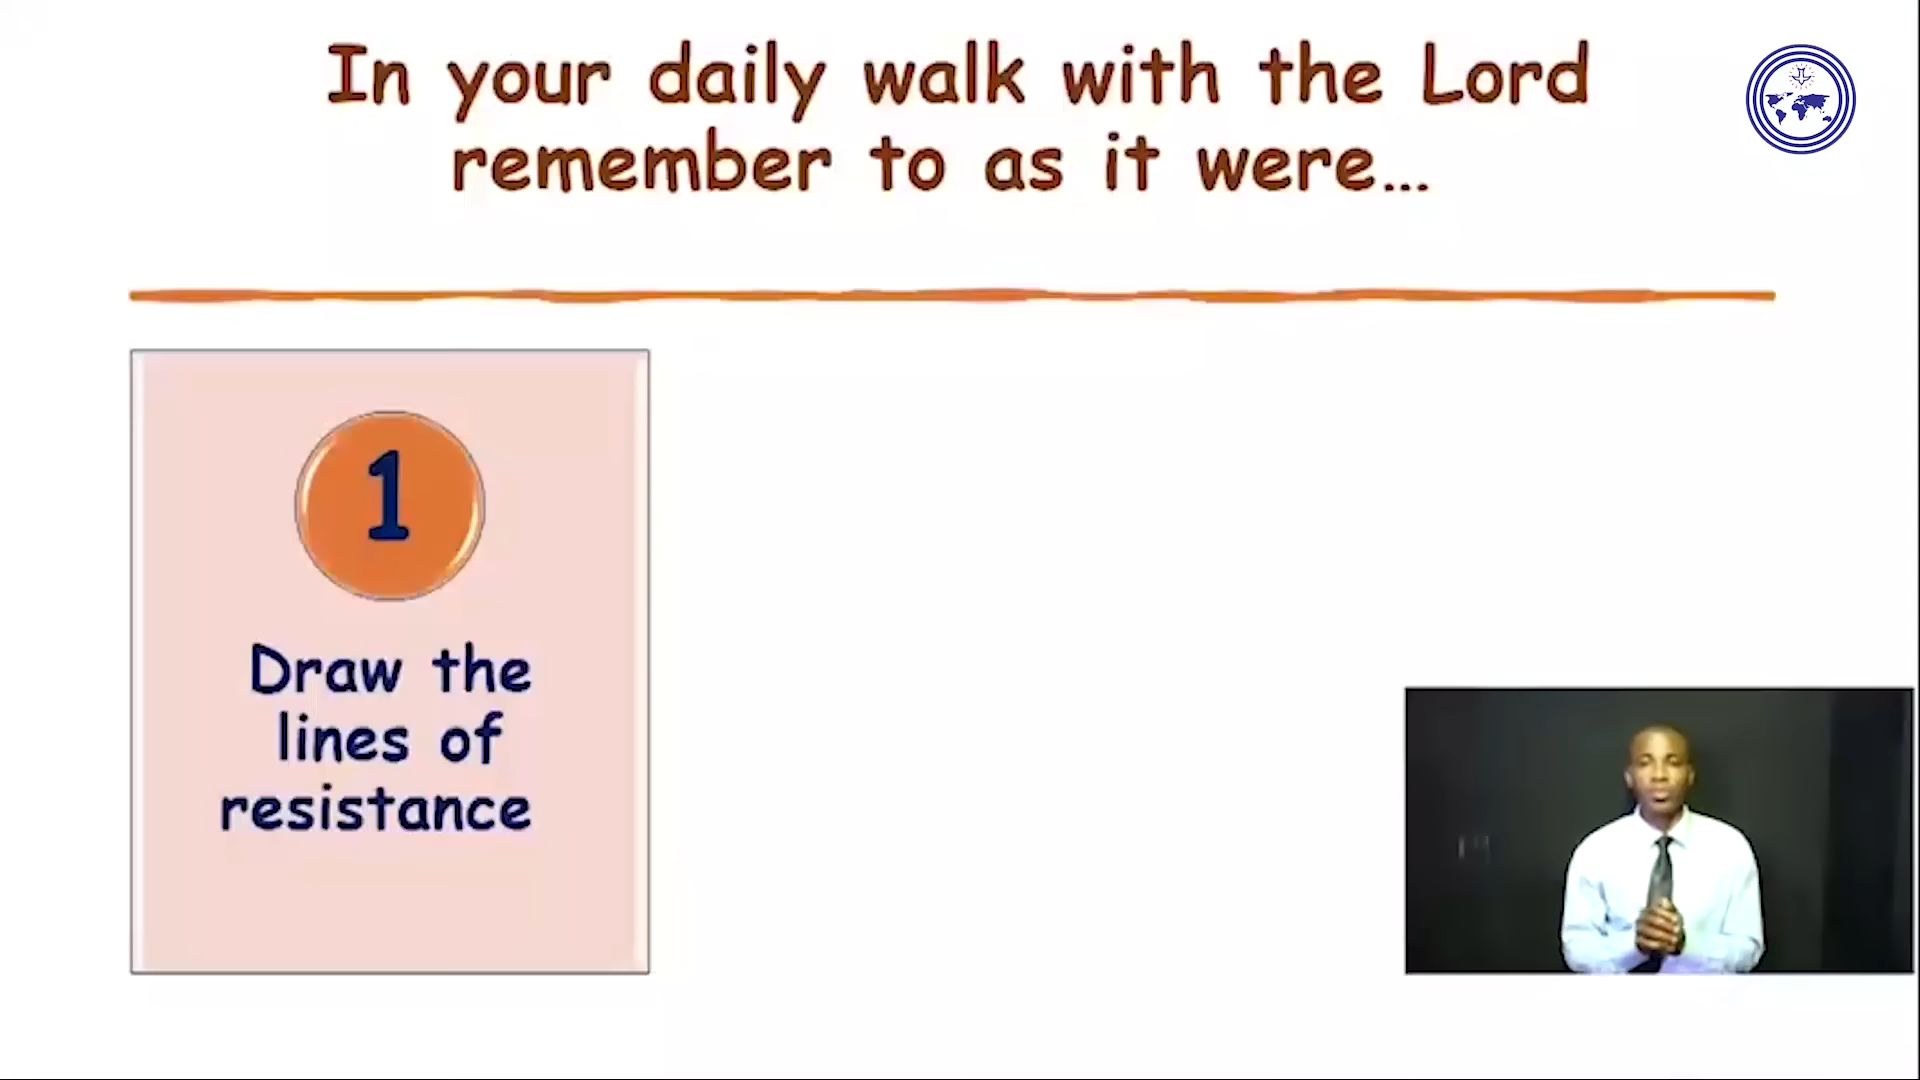 In your daily walk with the Lord
remember to as it were...
1
Draw the
lines of
resistance